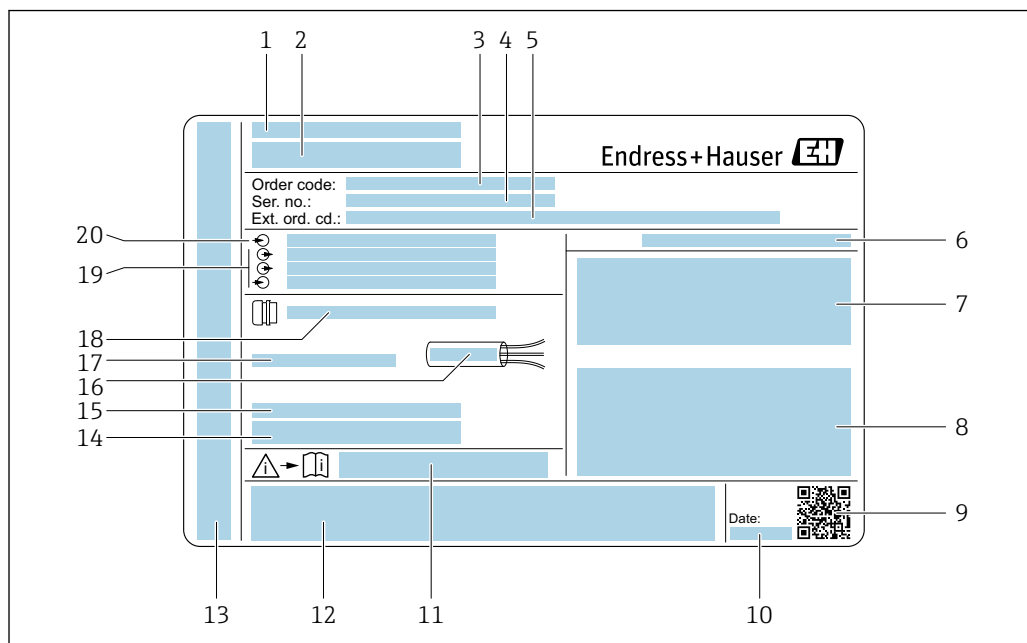 1 2 3 4 5
Endress+Hauser EH
Order code:
Ser. no.:
Ext. ord. cd.:
20
19
6
7
18
17
16
15
14
8
i i
9
Date:
13 12 11 10